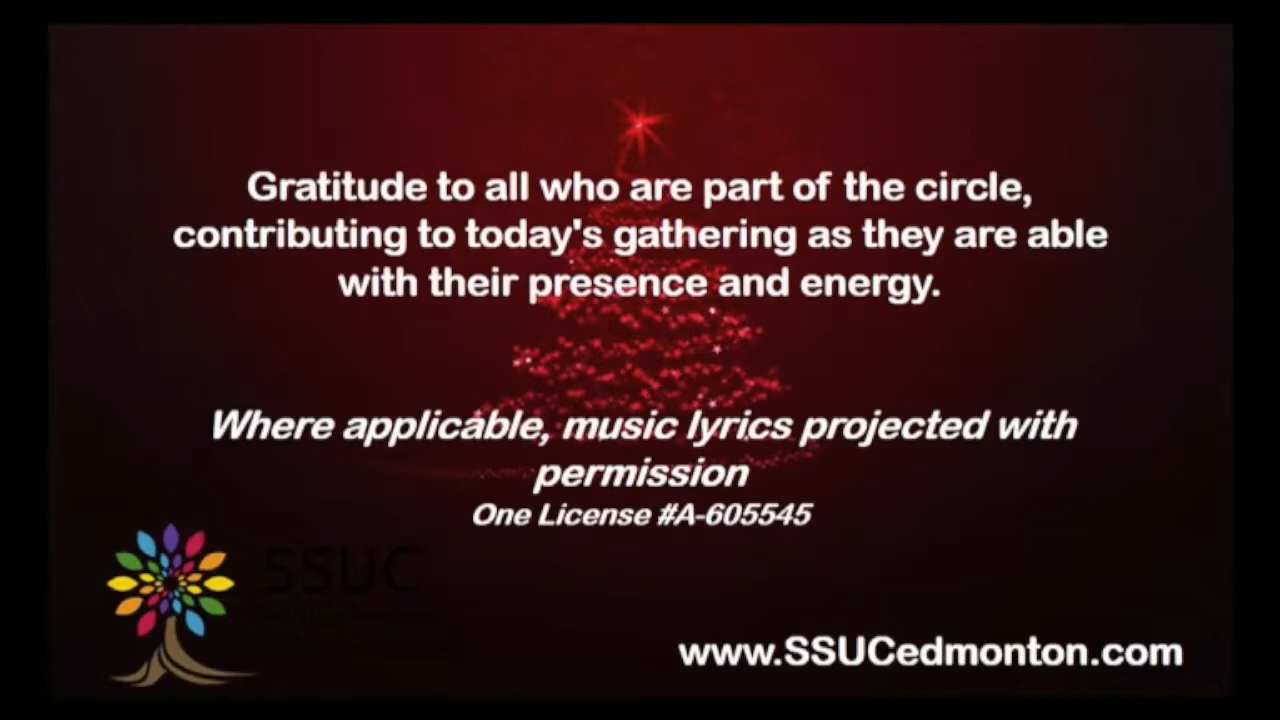 Gratitude to all who are part of the circle,
contributing to today's gathering as they are able
with their presence and energy.
Where applicable, music lyrics projected with
permission
One License #A-605545
SSUC
www.SSUCedmonton.com